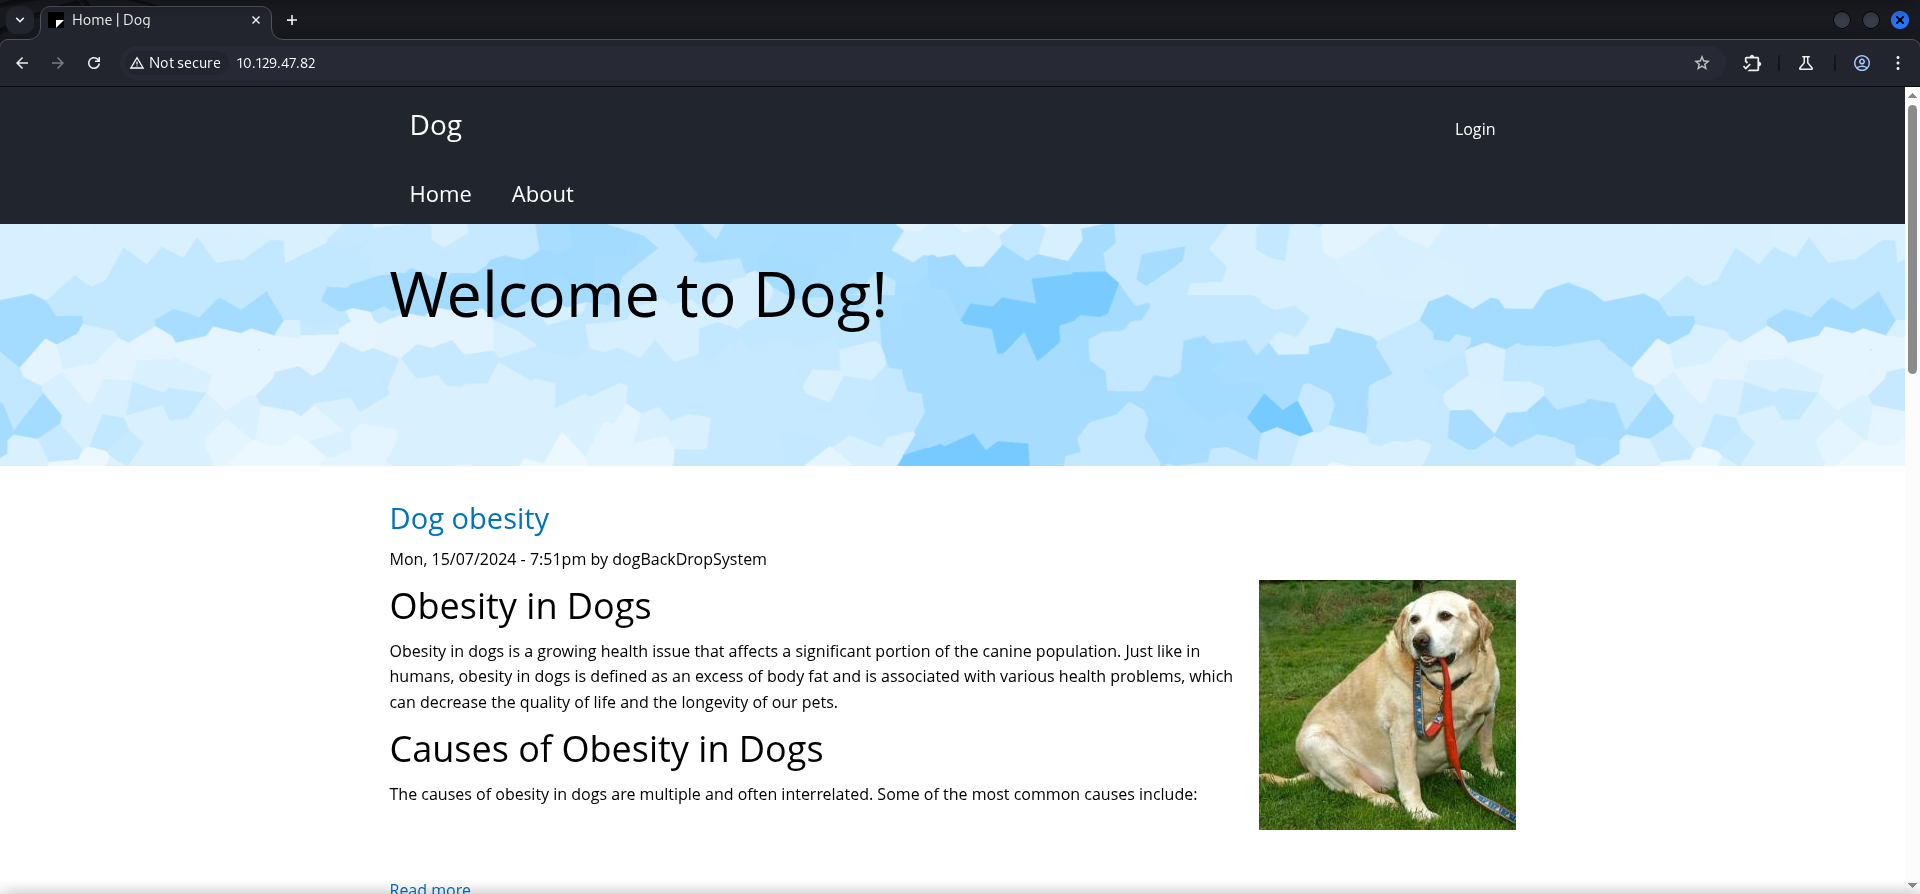 Home | Dog
Not secure 10.129.47.82
Dog
Login
Home About
Welcome to Dog!
Dog obesity
Mon, 15/07/2024 - 7:51pm by dogBackDropSystem
Obesity in Dogs
Obesity in dogs is a growing health issue that affects a significant portion of the canine population. Just like in
humans, obesity in dogs is defined as an excess of body fat and is associated with various health problems, which
can decrease the quality of life and the longevity of our pets.
Causes of Obesity in Dogs
The causes of obesity in dogs are multiple and often interrelated. Some of the most common causes include:
Read more